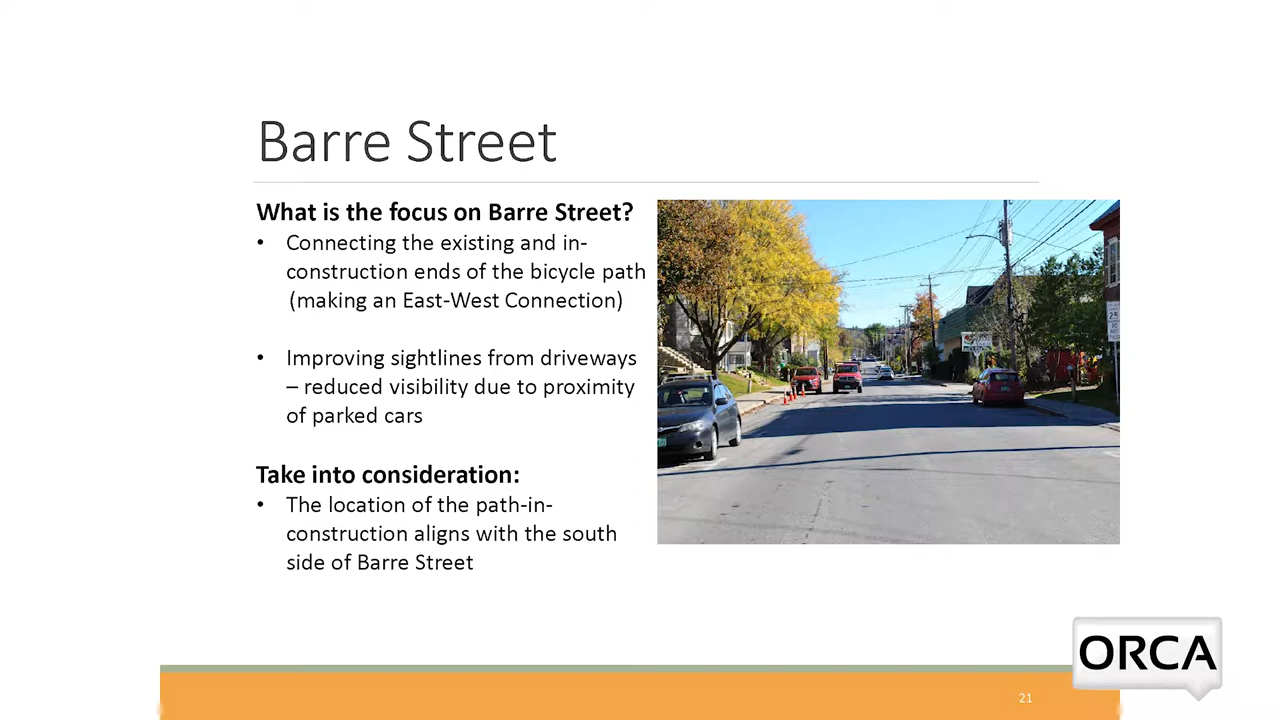 Barre Street
What is the focus on Barre Street?
• Connecting the existing and in-
construction ends of the bicycle path
(making an East-West Connection)
• Improving sightlines from driveways
– reduced visibility due to proximity
of parked cars
Take into consideration:
• The location of the path-in-
construction aligns with the south
side of Barre Street
25
ORCA
21